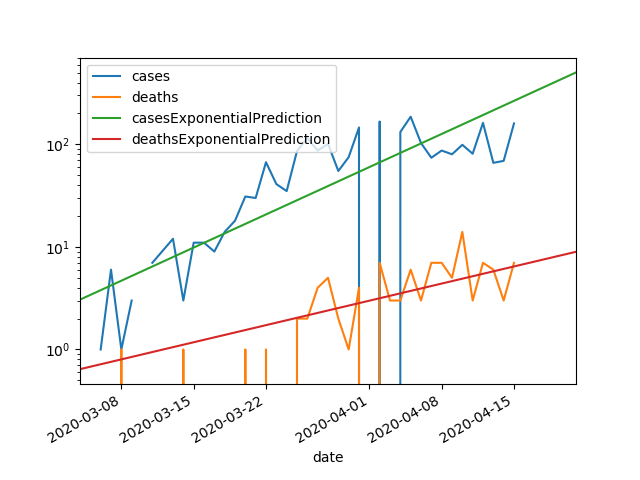 cases
deaths
casesExponentialPrediction
deathsExponentialPrediction
10²
10¹
10⁰
2020-03-08
2020-03-15
2020-03-22
2020-04-01
2020-04-08
2020-04-15
date